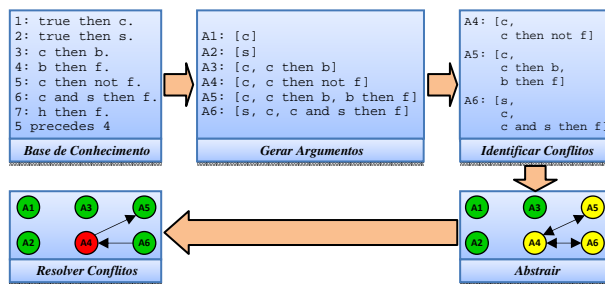 1: true then c.
2: true then s.
3: c then b.
4: b then f.
5: c then not f.
6: c and s then f.
7: h then f.
5 precedes 4
Base de Conhecimento
A1: [c]
A2: [s]
A3: [c, c then b]
A4: [c, c then not f]
A5: [c, c then b, b then f]
A6: [s, c, c and s then f]
Gerar Argumentos
A4: [c,
c then not f]
A5: [c,
c then b,
b then f]
A6: [s,
c,
c and s then f]
Identificar Conflitos
A1 A3 A5
A2 A4 A6
Resolver Conflitos
A1 A3 A5
A2 A4 A6
Abstrair